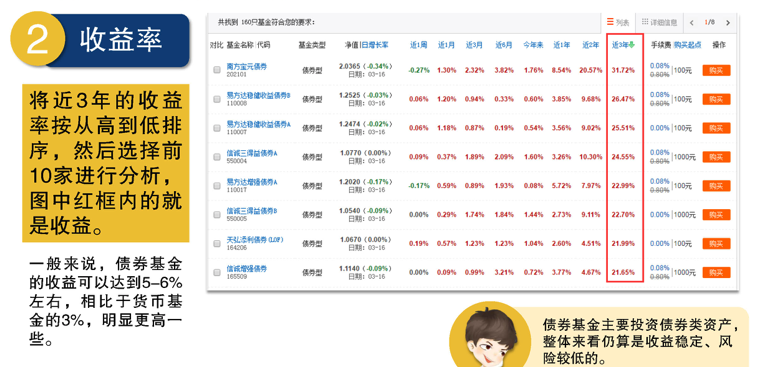 2
收益率
将近3年的收益
率按从高到低排
序，然后选择前
10家进行分析，
图中红框内的就
是收益。
一般来说，债券基金
的收益可以达到5-6%
左右，相比于货币基
金的3%，明显更高一
些。
共找到 160只基金符合您的要求：
列表 详细信息 1/8
对比 基金名称·代码 基金类型 净值|日增长率 近1周 近1月 近3月 近6月 今年来 近1年 近2年 近3年 手续费 购买起点 操作
南方宝元债券 202101 债券型 2.0365 (-0.34%) 日期：03-16 -0.27% 1.30% 2.32% 3.82% 1.76% 8.54% 20.57% 31.72% 0.08% 0.80% 100元 购买
易方达稳健收益债券B 110008 债券型 1.2525 (-0.03%) 日期：03-16 0.06% 1.20% 0.94% 0.33% 0.60% 3.85% 9.68% 26.47% 0.08% 0.80% 100元 购买
易方达稳健收益债券A 110007 债券型 1.2474 (-0.02%) 日期：03-16 0.06% 1.18% 0.87% 0.19% 0.54% 3.56% 9.02% 25.51% 0.00% 100元 购买
信诚三得益债券A 550004 债券型 1.0770 (0.00%) 日期：03-16 0.09% 0.37% 1.89% 2.09% 1.60% 3.26% 10.30% 24.55% 0.08% 0.80% 1000元 购买
易方达增强债券A 110017 债券型 1.2020 (-0.17%) 日期：03-16 -0.17% 0.59% 0.89% 1.93% 0.08% 5.72% 7.97% 22.99% 0.08% 0.80% 100元 购买
信诚三得益债券B 550005 债券型 1.0540 (-0.09%) 日期：03-16 0.00% 0.29% 1.74% 1.84% 1.44% 2.73% 9.11% 22.70% 0.00% 1000元 购买
天弘添利债券(LOF) 164206 债券型 1.0670 (0.00%) 日期：03-16 0.19% 0.57% 1.23% 1.23% 1.04% 2.60% 4.51% 21.99% 0.00% 100元 购买
信诚增强债券 165509 债券型 1.1140 (-0.09%) 日期：03-16 0.00% 0.09% 0.99% 3.21% 0.72% 3.77% 4.67% 21.65% 0.08% 0.80% 1000元 购买
债券基金主要投资债券类资产，
整体来看仍算是收益稳定、风
险较低的。